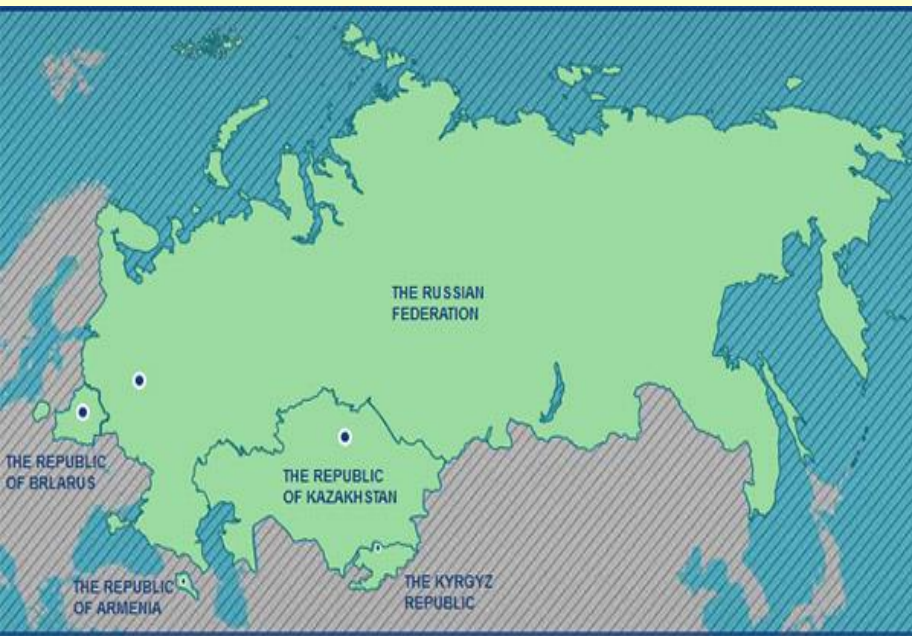 THE RUSSIAN
FEDERATION
THE REPUBLIC
OF BRLARUS
THE REPUBLIC
OF KAZAKHSTAN
THE REPUBLIC
OF ARMENIA
THE KYRGYZ
REPUBLIC